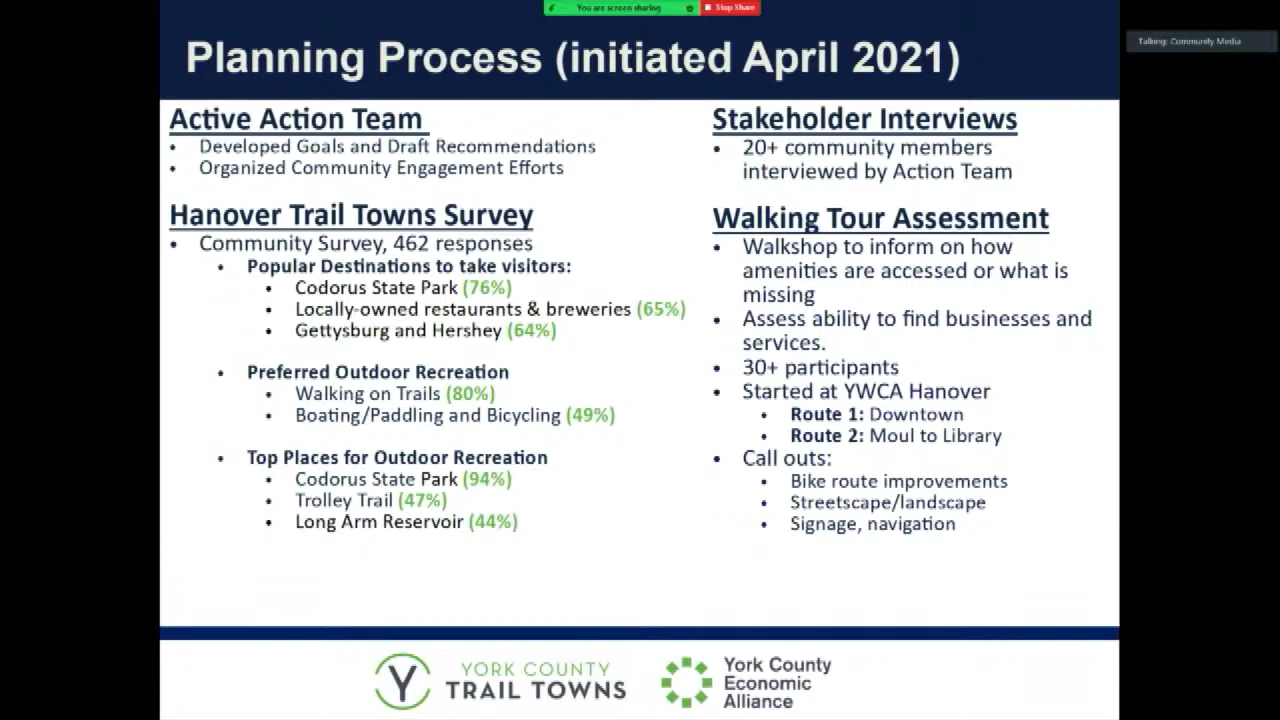 You are screen sharing
Stop Share
Talking: Community Media
Planning Process (initiated April 2021)
Active Action Team
• Developed Goals and Draft Recommendations
• Organized Community Engagement Efforts
Hanover Trail Towns Survey
• Community Survey, 462 responses
• Popular Destinations to take visitors:
• Codorus State Park (76%)
• Locally-owned restaurants & breweries (65%)
• Gettysburg and Hershey (64%)
• Preferred Outdoor Recreation
• Walking on Trails (80%)
• Boating/Paddling and Bicycling (49%)
• Top Places for Outdoor Recreation
• Codorus State Park (94%)
• Trolley Trail (47%)
• Long Arm Reservoir (44%)
Stakeholder Interviews
• 20+ community members
interviewed by Action Team
Walking Tour Assessment
• Walkshop to inform on how
amenities are accessed or what is
missing
• Assess ability to find businesses and
services.
• 30+ participants
• Started at YWCA Hanover
• Route 1: Downtown
• Route 2: Moul to Library
• Call outs:
• Bike route improvements
• Streetscape/landscape
• Signage, navigation
Y
YORK COUNTY
TRAIL TOWNS
York County
Economic
Alliance